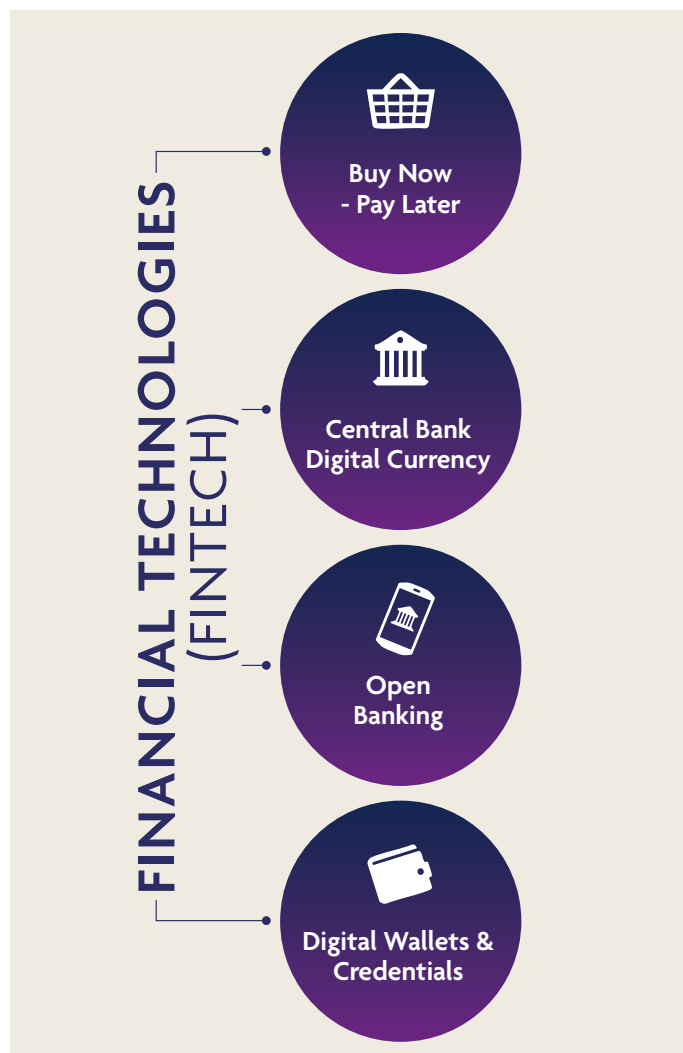 FINANCIAL TECHNOLOGIES
(FINTECH)
Buy Now
- Pay Later
Central Bank
Digital Currency
Open
Banking
Digital Wallets &
Credentials